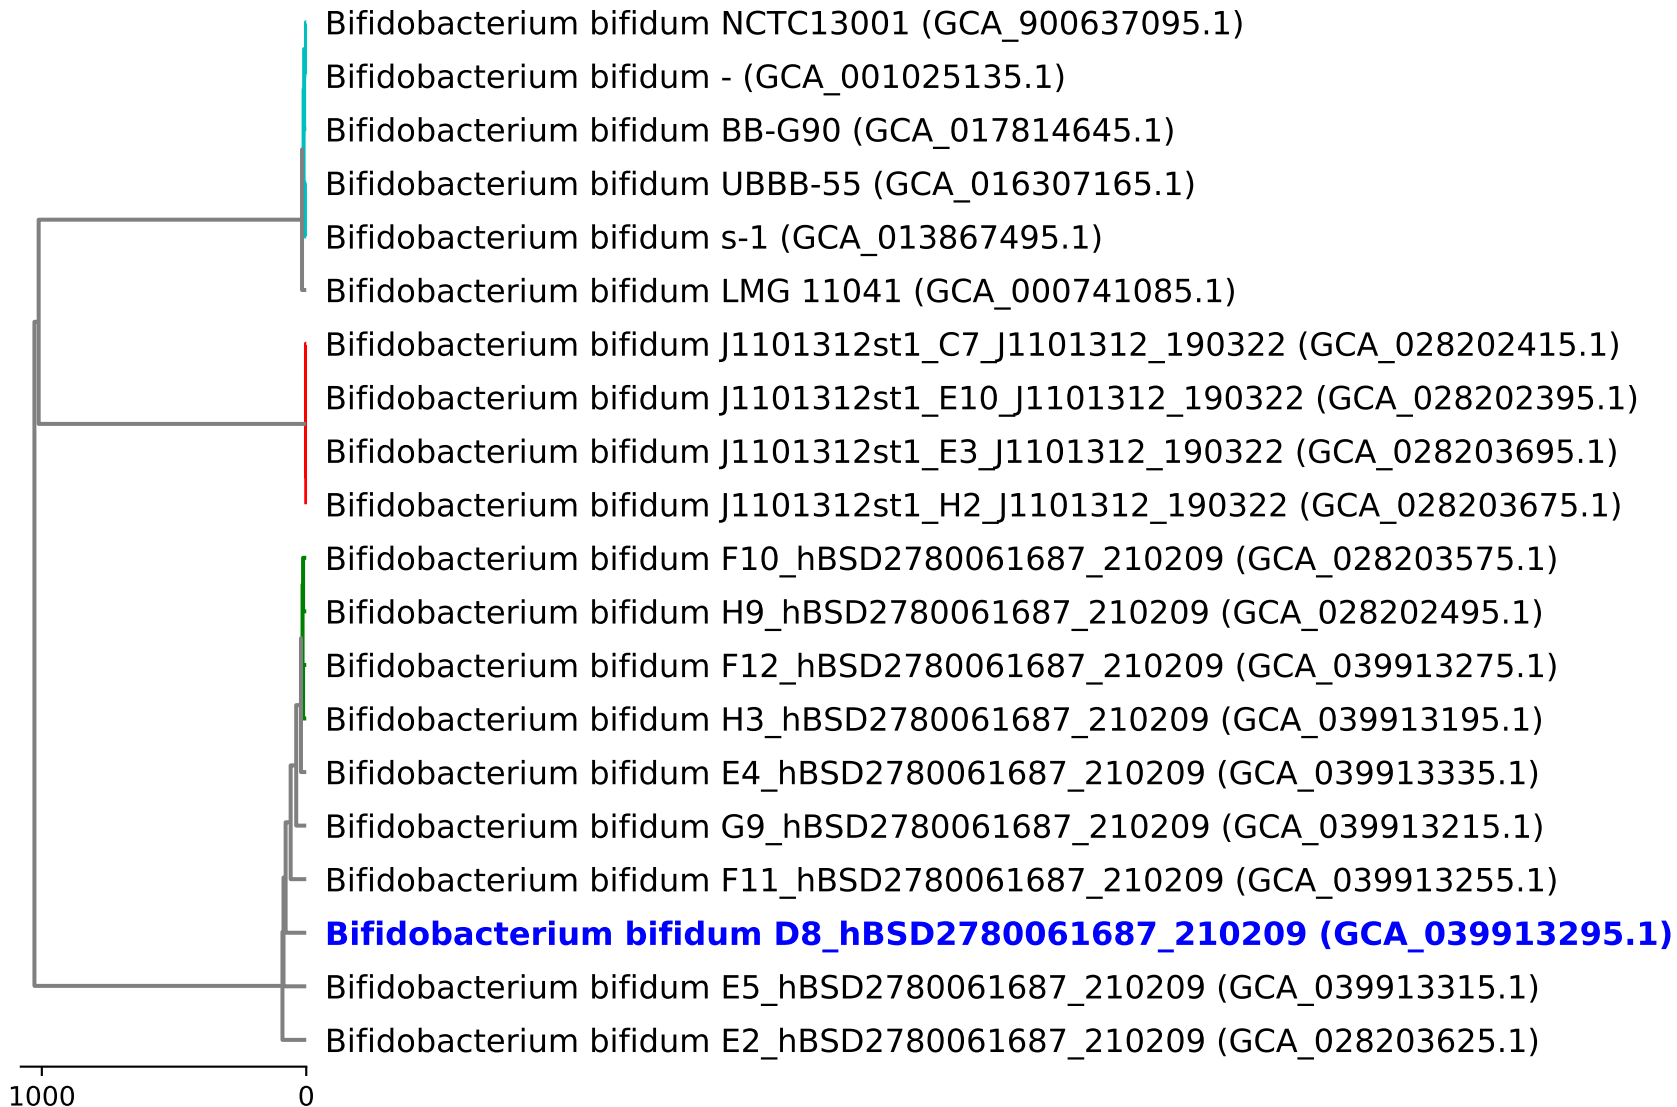 Bifidobacterium bifidum NCTC13001 (GCA_900637095.1)
Bifidobacterium bifidum - (GCA_001025135.1)
Bifidobacterium bifidum BB-G90 (GCA_017814645.1)
Bifidobacterium bifidum UBBB-55 (GCA_016307165.1)
Bifidobacterium bifidum s-1 (GCA_013867495.1)
Bifidobacterium bifidum LMG 11041 (GCA_000741085.1)
Bifidobacterium bifidum J1101312st1_C7_J1101312_190322 (GCA_028202415.1)
Bifidobacterium bifidum J1101312st1_E10_J1101312_190322 (GCA_028202395.1)
Bifidobacterium bifidum J1101312st1_E3_J1101312_190322 (GCA_028203695.1)
Bifidobacterium bifidum J1101312st1_H2_J1101312_190322 (GCA_028203675.1)
Bifidobacterium bifidum F10_hBSD2780061687_210209 (GCA_028203575.1)
Bifidobacterium bifidum H9_hBSD2780061687_210209 (GCA_028202495.1)
Bifidobacterium bifidum F12_hBSD2780061687_210209 (GCA_039913275.1)
Bifidobacterium bifidum H3_hBSD2780061687_210209 (GCA_039913195.1)
Bifidobacterium bifidum E4_hBSD2780061687_210209 (GCA_039913335.1)
Bifidobacterium bifidum G9_hBSD2780061687_210209 (GCA_039913215.1)
Bifidobacterium bifidum F11_hBSD2780061687_210209 (GCA_039913255.1)
Bifidobacterium bifidum D8_hBSD2780061687_210209 (GCA_039913295.1)
Bifidobacterium bifidum E5_hBSD2780061687_210209 (GCA_039913315.1)
Bifidobacterium bifidum E2_hBSD2780061687_210209 (GCA_028203625.1)
1000 0